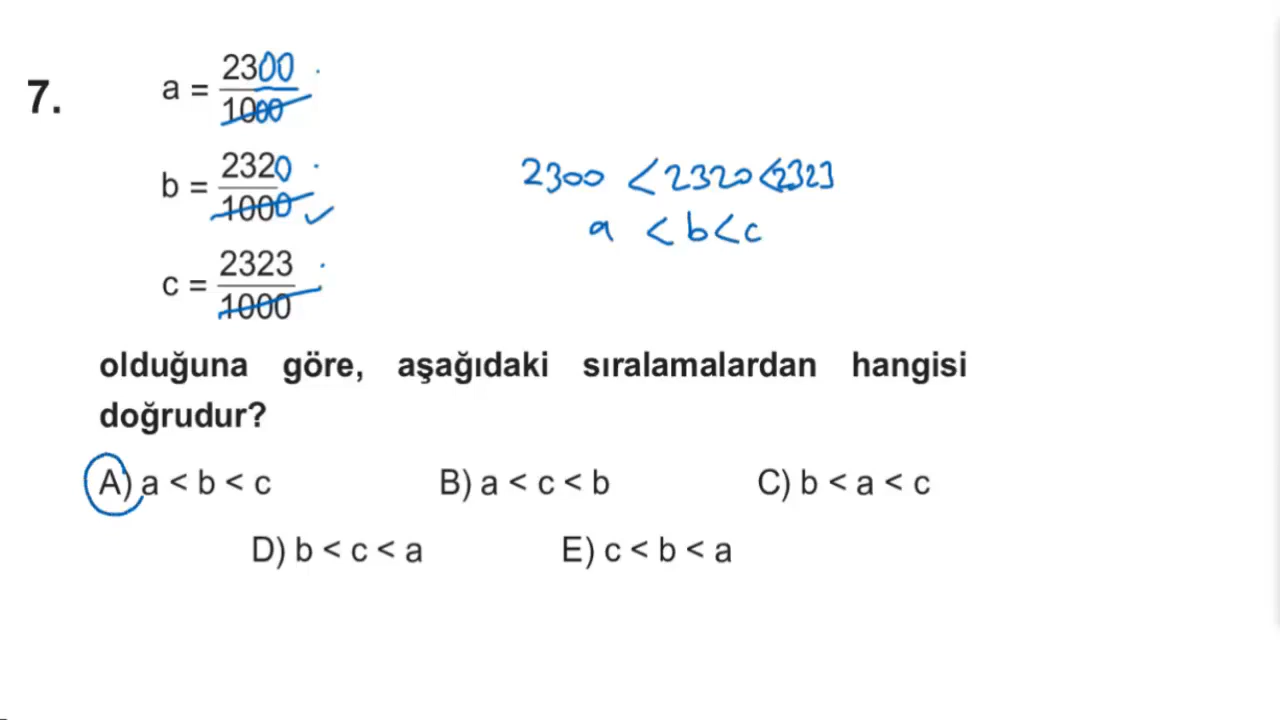 7.
a = 2300
1000
b = 2320
1000
2300 < 2320 < 2323
a < b < c
c = 2323
1000
olduğuna göre, aşağıdaki sıralamalardan hangisi
doğrudur?
A) a < b < c B) a < c < b C) b < a < c
D) b < c < a E) c < b < a